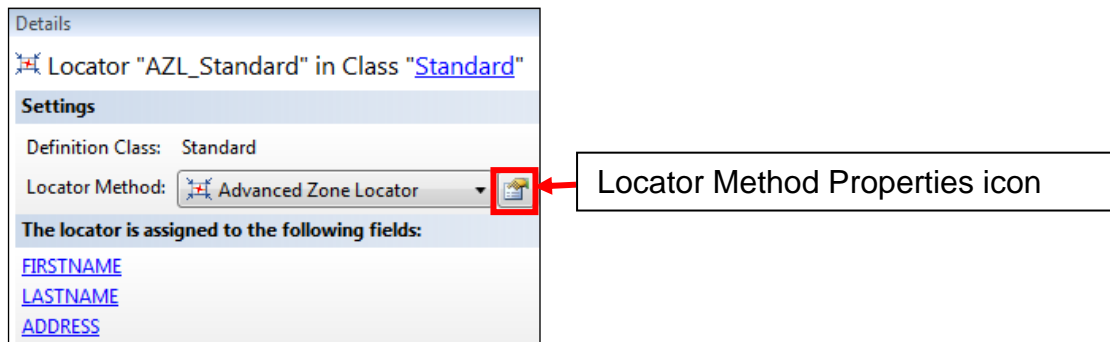 Details
Locator "AZL_Standard" in Class "Standard"
Settings
Definition Class: Standard
Locator Method: Advanced Zone Locator
Locator Method Properties icon
The locator is assigned to the following fields:
FIRSTNAME
LASTNAME
ADDRESS